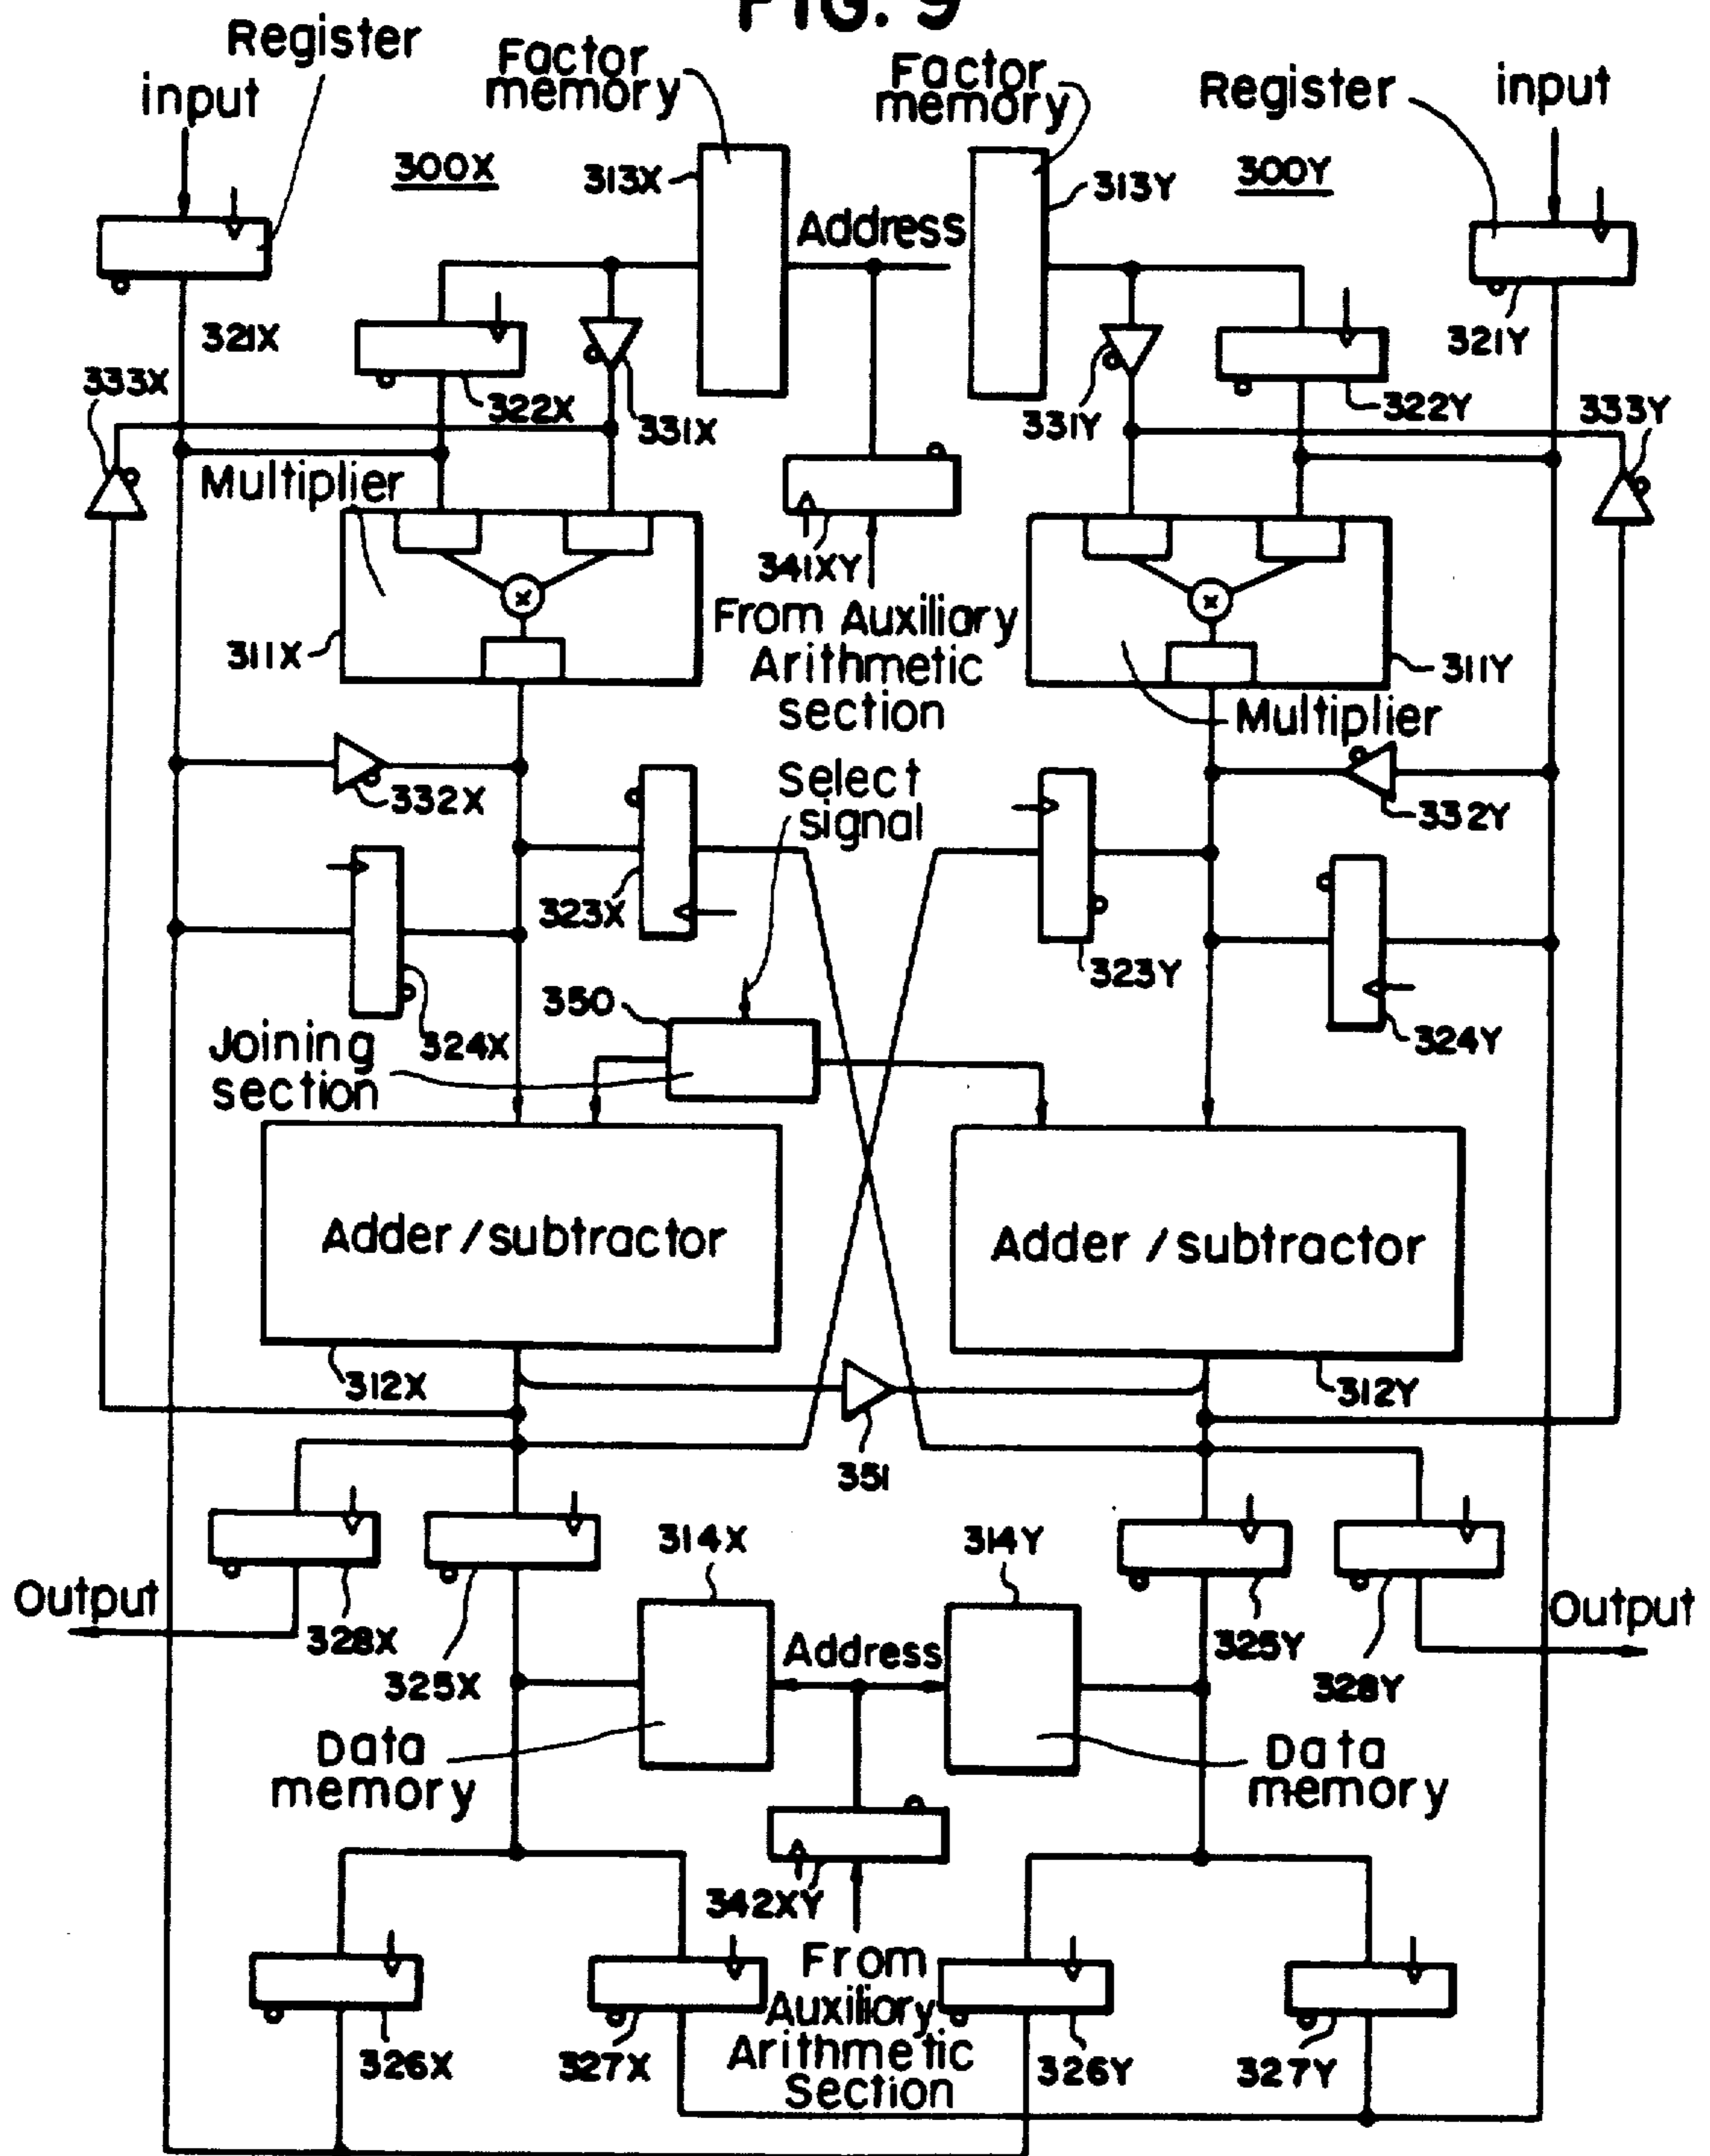 FIG. 9
Register
input
Factor
memory
Factor
memory
Register
input
300X
313X
313Y
300Y
Address
321X
321Y
333X
322X
331X
331Y
322Y
333Y
Multiplier
341XY
From Auxiliary
Arithmetic
section
311X
311Y
Multiplier
332X
Select
signal
332Y
323X
323Y
350
324X
324Y
Joining
section
Adder/subtractor
Adder/subtractor
312X
312Y
351
314X
314Y
Output
328X
325X
Address
325Y
328Y
Output
Data
memory
Data
memory
342XY
From
Auxiliary
Arithmetic
Section
326X
327X
326Y
327Y